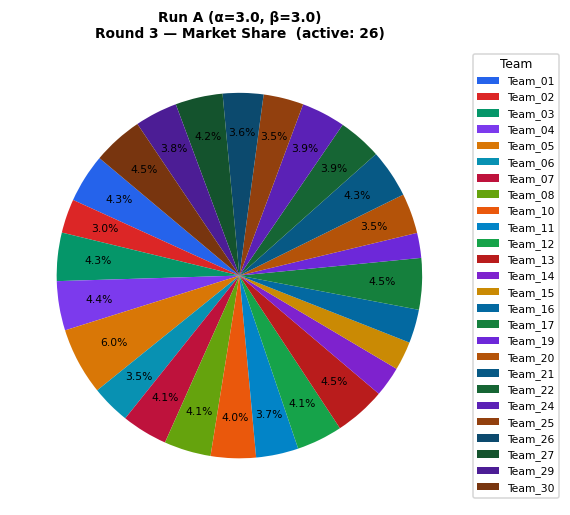 Run A (α=3.0, β=3.0)
Round 3 — Market Share  (active: 26)
4.3%
3.0%
4.3%
4.4%
6.0%
3.5%
4.1%
4.1%
4.0%
3.7%
4.1%
4.5%
4.5%
3.5%
4.3%
3.9%
3.9%
3.5%
3.6%
4.2%
3.8%
4.5%
Team
Team_01
Team_02
Team_03
Team_04
Team_05
Team_06
Team_07
Team_08
Team_10
Team_11
Team_12
Team_13
Team_14
Team_15
Team_16
Team_17
Team_19
Team_20
Team_21
Team_22
Team_24
Team_25
Team_26
Team_27
Team_29
Team_30